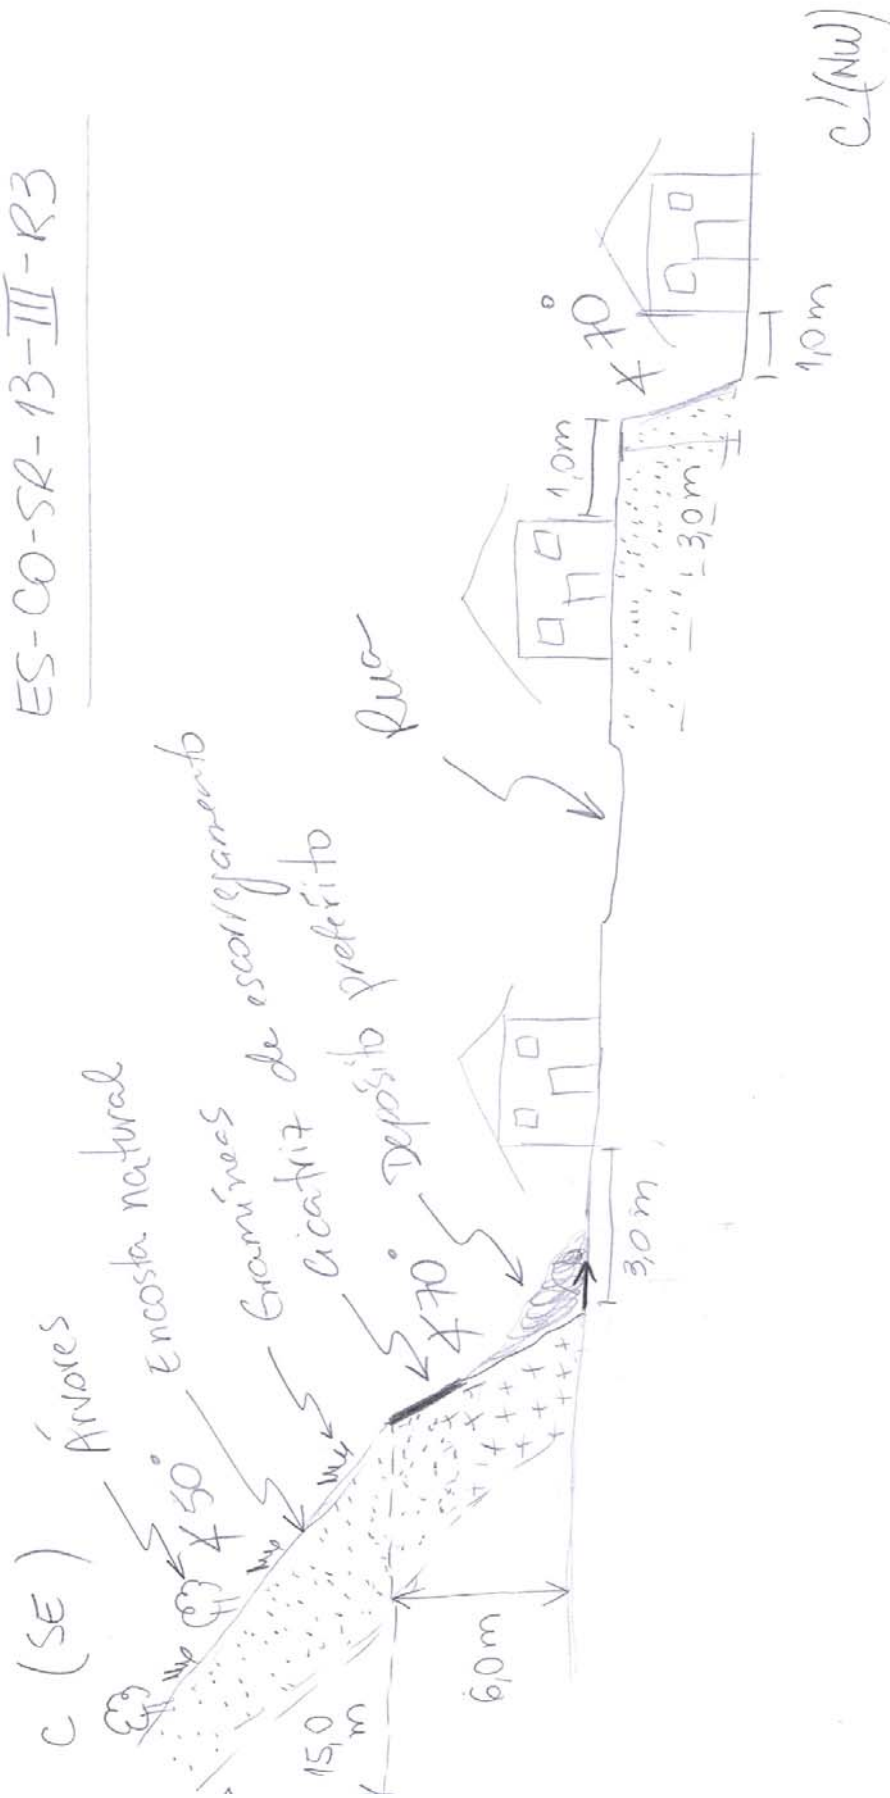 ES-CO-SR-13-III-R3
C (SE)
Árvores
∡ 50°
Encosta natural
Gramíneas
Cicatriz de escorregamento
∡ 70°
Depósito pretérito
Rua
1,0 m
∡ 70°
15,0
m
6,0 m
3,0 m
3,0 m
1,0 m
C' (NW)